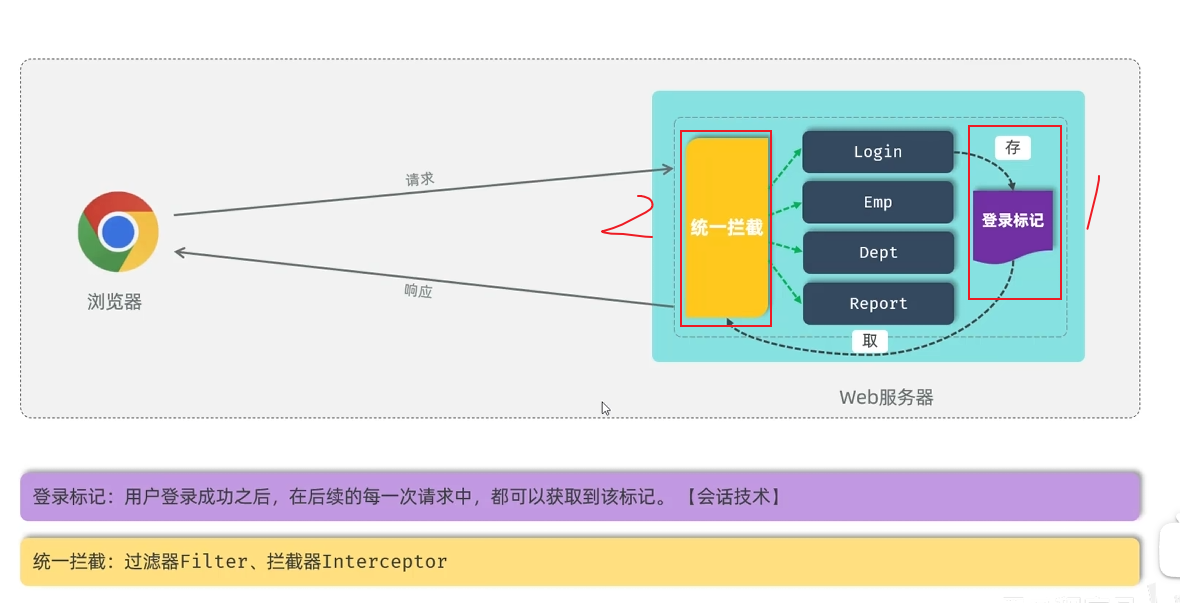 请求
存
Login
Emp
登录标记
统一拦截
Dept
响应
浏览器
Report
取
Web服务器
登录标记：用户登录成功之后，在后续的每一次请求中，都可以获取到该标记。【会话技术】
统一拦截：过滤器Filter、拦截器Interceptor